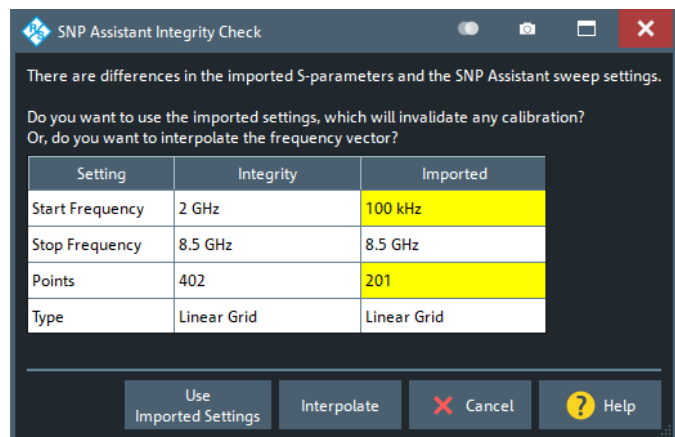 SNP Assistant Integrity Check
There are differences in the imported S-parameters and the SNP Assistant sweep settings.
Do you want to use the imported settings, which will invalidate any calibration?
Or, do you want to interpolate the frequency vector?
Setting Integrity Imported
Start Frequency 2 GHz 100 kHz
Stop Frequency 8.5 GHz 8.5 GHz
Points 402 201
Type Linear Grid Linear Grid
Use
Imported Settings
Interpolate
Cancel
? Help